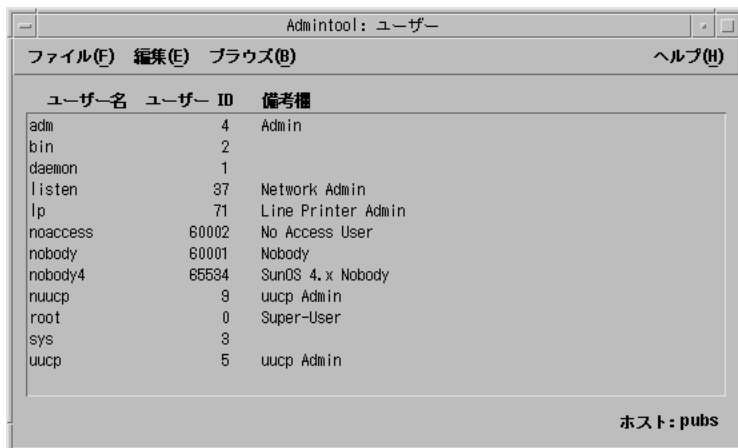 Admintool: ユーザー
ファイル(F) 編集(E) ブラウズ(B) ヘルプ(H)
ユーザー名 ユーザー ID 備考欄
adm 4 Admin
bin 2
daemon 1
listen 37 Network Admin
lp 71 Line Printer Admin
noaccess 60002 No Access User
nobody 60001 Nobody
nobody4 65534 SunOS 4.x Nobody
nuucp 9 uucp Admin
root 0 Super-User
sys 3
uucp 5 uucp Admin
ホスト: pubs